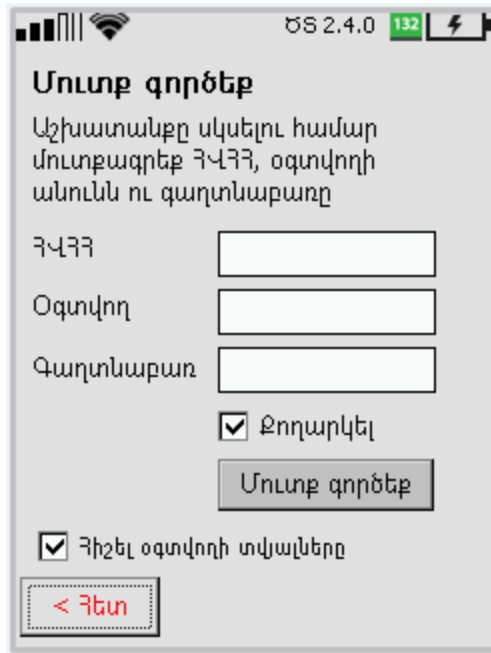 ԾՏ 2.4.0 132
Մուտք գործեք
Աշխատանքը սկսելու համար
մուտքագրեք ՀՎՀՀ, օգտվողի
անունն ու գաղտնաբառը
ՀՎՀՀ
Օգտվող
Գաղտնաբառ
Քողարկել
Մուտք գործեք
Հիշել օգտվողի տվյալները
< Հետ